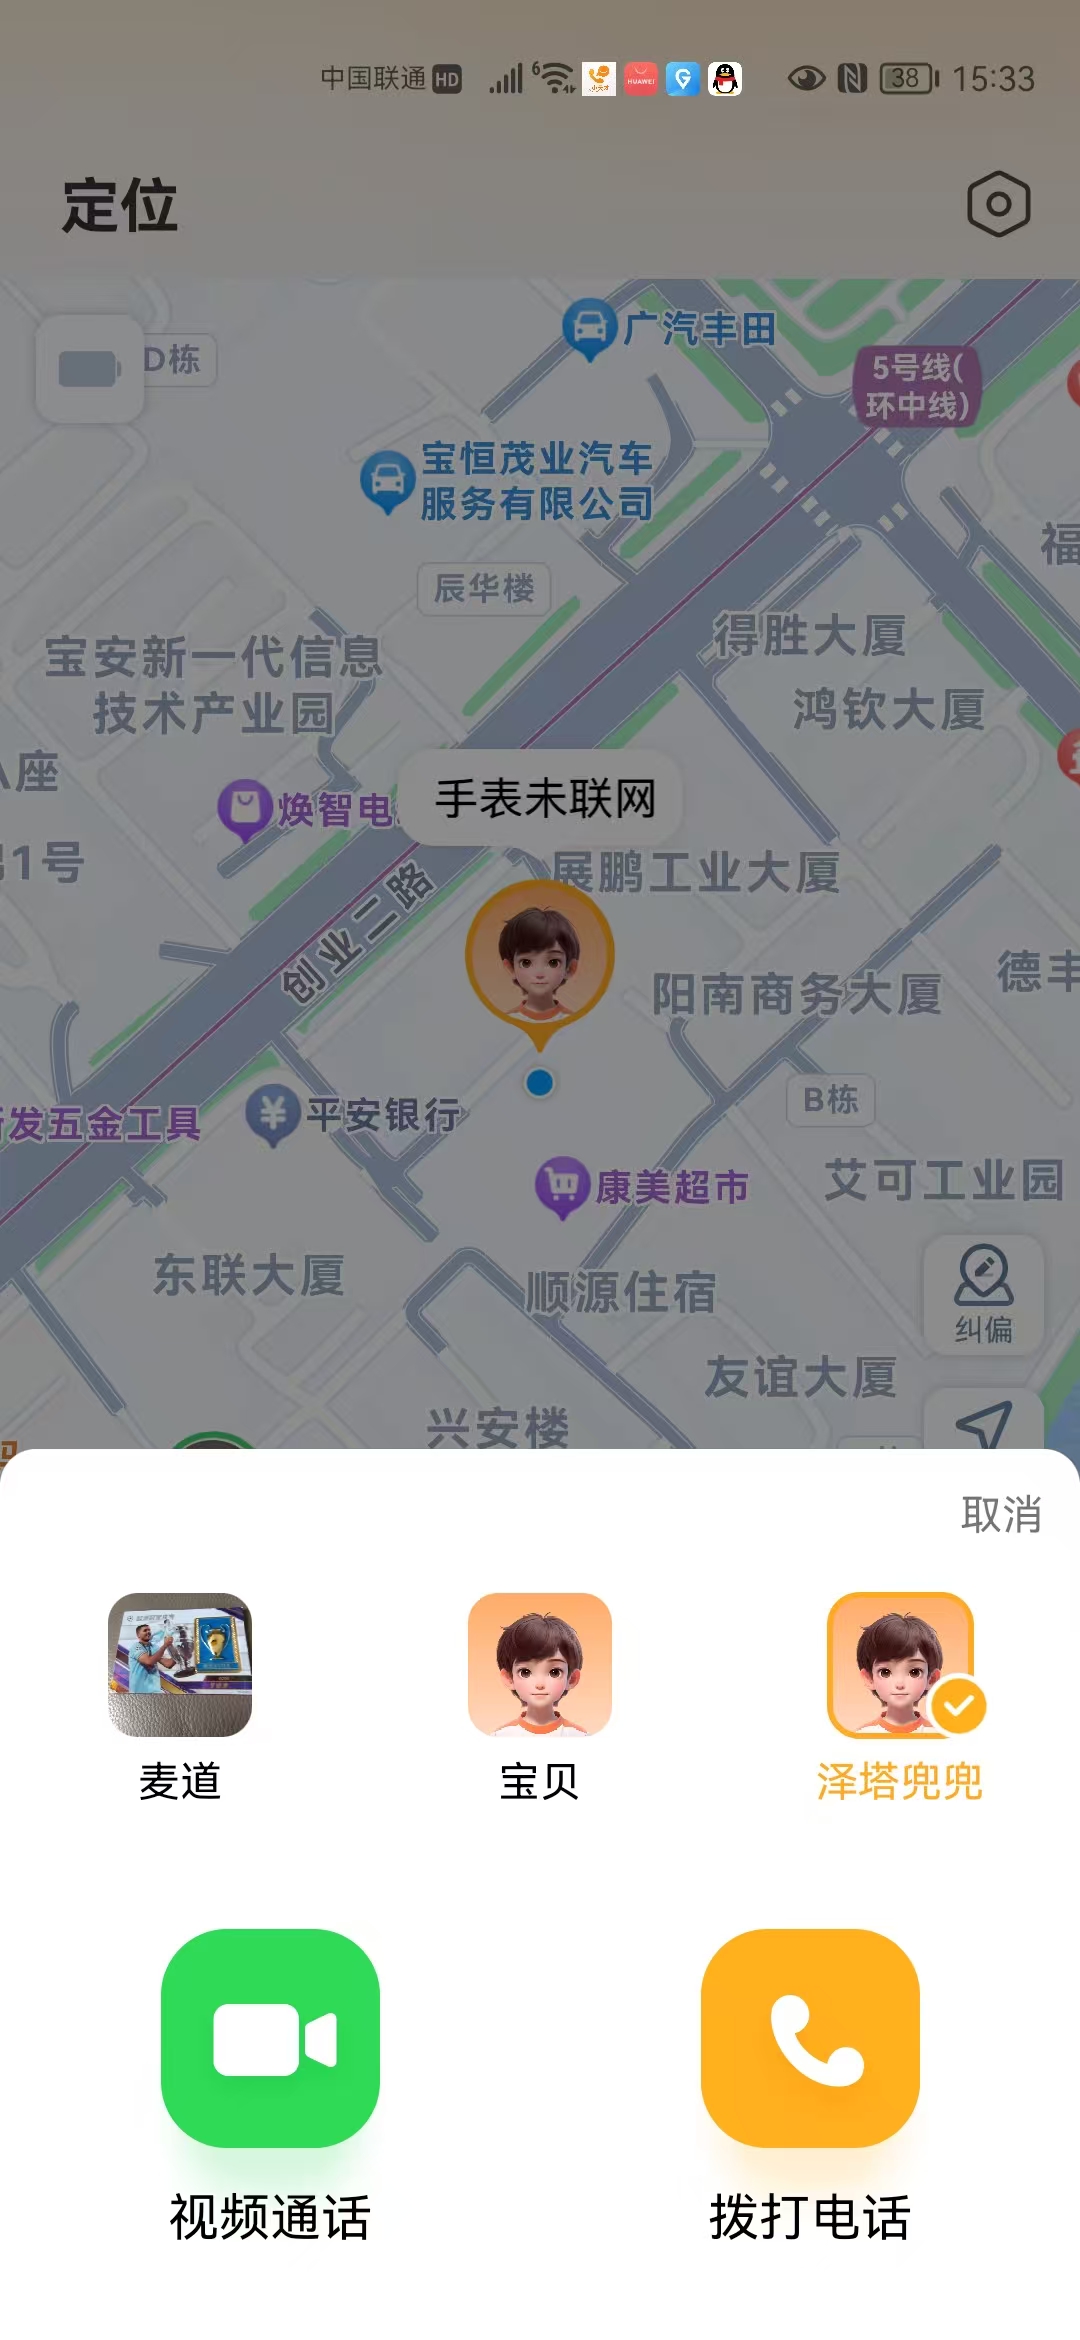 中国联通 HD
6
小天才
HUAWEI
38
15:33
定位
D栋
广汽丰田
5号线(
环中线)
宝恒茂业汽车
服务有限公司
福
辰华楼
得胜大厦
宝安新一代信息
技术产业园
鸿钦大厦
座
手表未联网
焕智电
1号
展鹏工业大厦
创业二路
阳南商务大厦
德丰
B栋
发五金工具
平安银行
康美超市
艾可工业园
东联大厦
顺源住宿
纠偏
友谊大厦
兴安楼
取消
麦道
宝贝
泽塔兜兜
视频通话
拨打电话